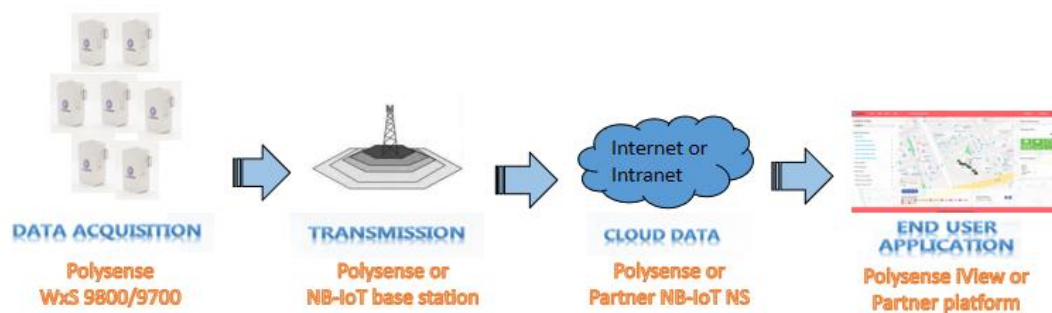 Internet or
Intranet
DATA ACQUISITION
TRANSMISSION
CLOUD DATA
END USER
APPLICATION
Polysense
WxS 9800/9700
Polysense or
NB-IoT base station
Polysense or
Partner NB-IoT NS
Polysense iView or
Partner platform